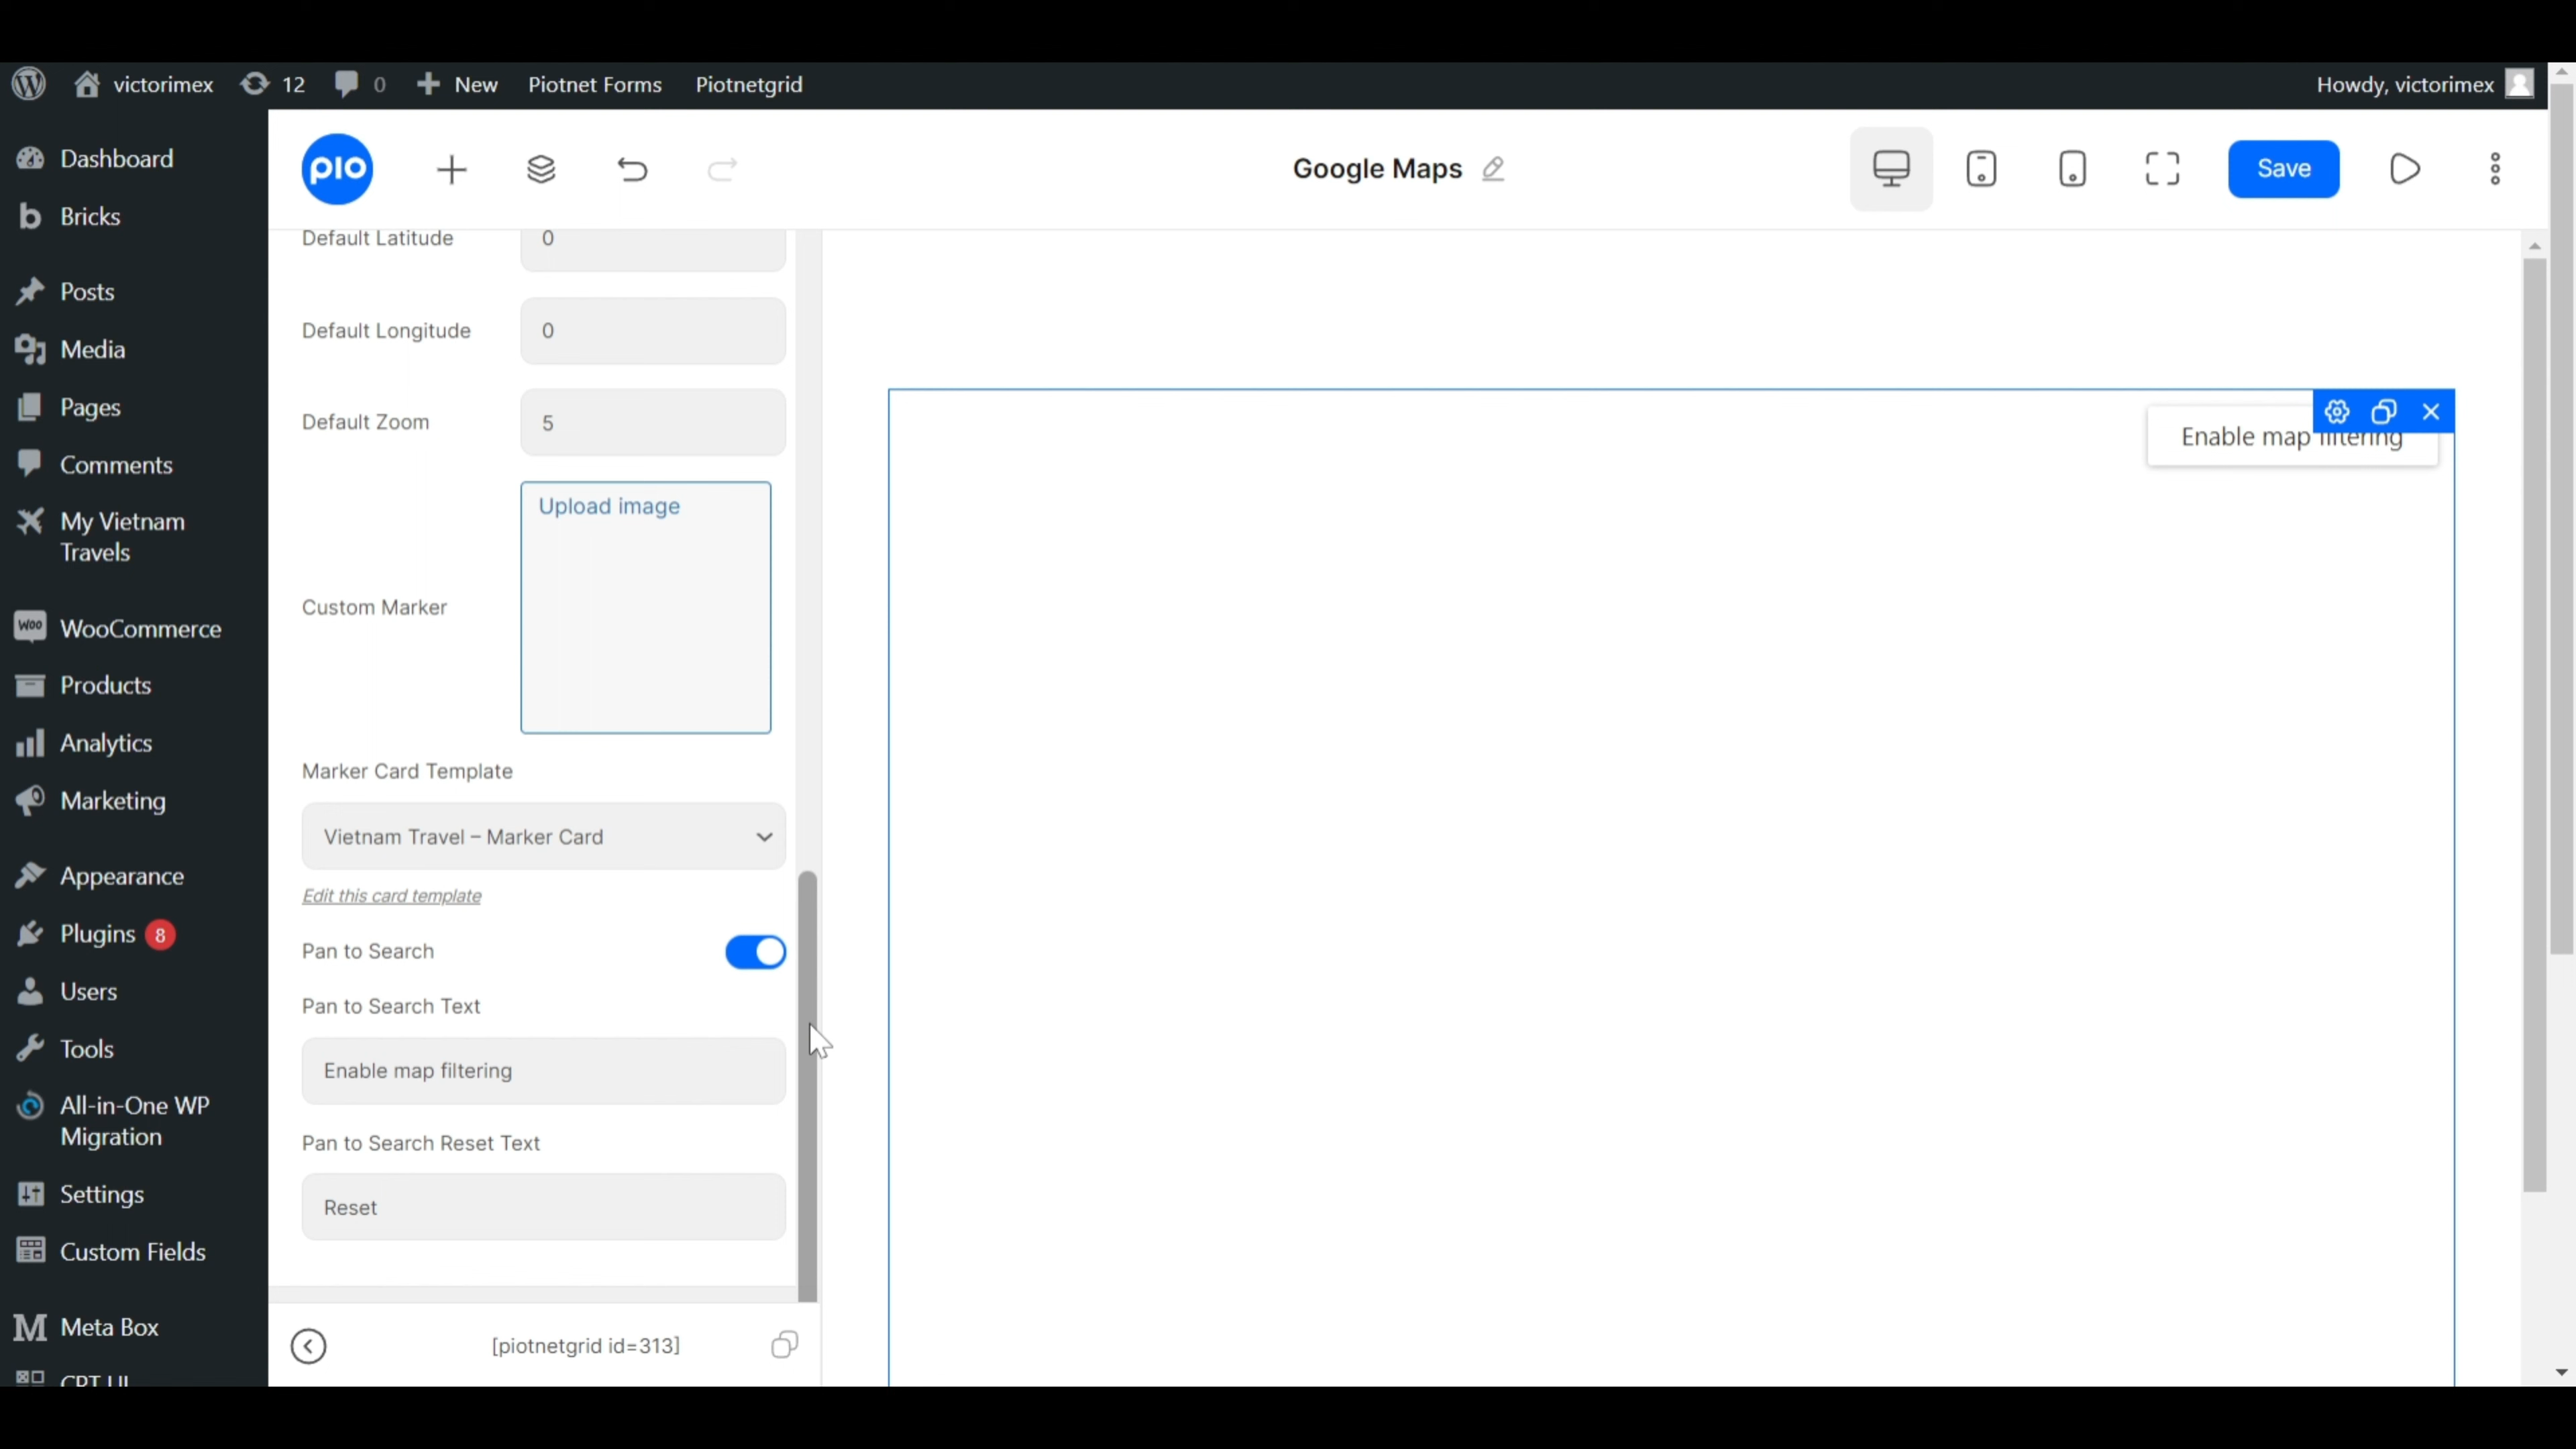 victorimex 12 0 New Piotnet Forms Piotnetgrid Howdy, victorimex
Dashboard
Bricks
Posts
Media
Pages
Comments
My Vietnam
Travels
WooCommerce
Products
Analytics
Marketing
Appearance
Plugins 8
Users
Tools
All-in-One WP
Migration
Settings
Custom Fields
Meta Box
CPT UI
pio Google Maps Save
Default Latitude 0
Default Longitude 0
Default Zoom 5
Upload image
Custom Marker
Marker Card Template
Vietnam Travel – Marker Card
Edit this card template
Pan to Search
Pan to Search Text
Enable map filtering
Pan to Search Reset Text
Reset
[piotnetgrid id=313]
Enable map filtering